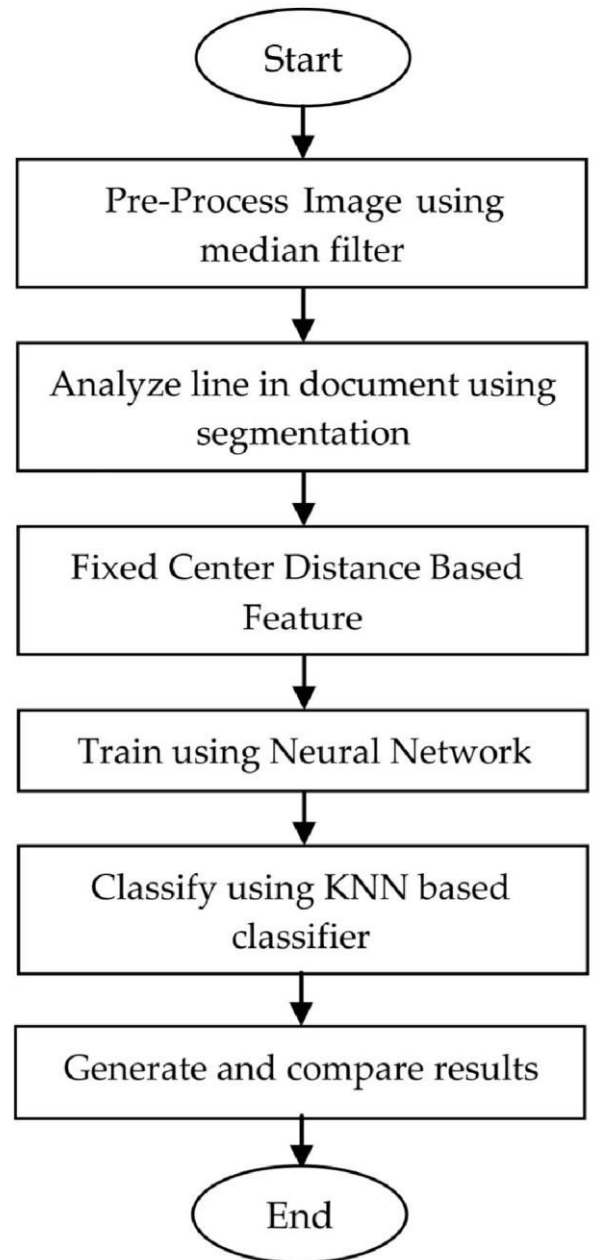 Start
Pre-Process Image using
median filter
Analyze line in document using
segmentation
Fixed Center Distance Based
Feature
Train using Neural Network
Classify using KNN based
classifier
Generate and compare results
End